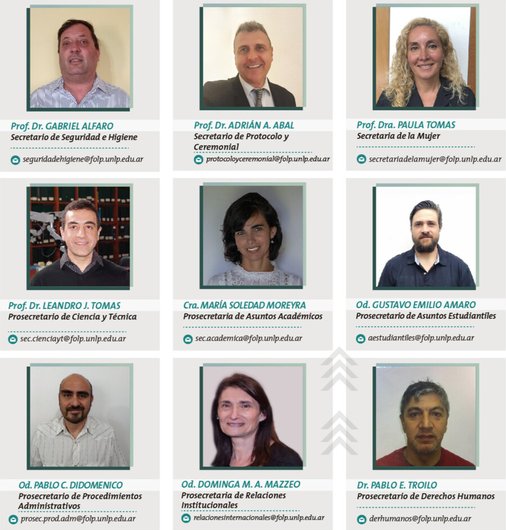 Prof. Dr. GABRIEL ALFARO
Secretario de Seguridad e Higiene
seguridadehigiene@folp.unlp.edu.ar
Prof. Dr. ADRIÁN A. ABAL
Secretario de Protocolo y
Ceremonial
protocoloyceremonial@folp.unlp.edu.ar
Prof. Dra. PAULA TOMAS
Secretaria de la Mujer
secretariadelamujer@folp.unlp.edu.ar
Prof. Dr. LEANDRO J. TOMAS
Prosecretario de Ciencia y Técnica
sec.cienciayt@folp.unlp.edu.ar
Cra. MARÍA SOLEDAD MOREYRA
Prosecretaria de Asuntos Académicos
sec.academica@folp.unlp.edu.ar
Od. GUSTAVO EMILIO AMARO
Prosecretario de Asuntos Estudiantiles
aestudiantiles@folp.unlp.edu.ar
Od. PABLO C. DIDOMENICO
Prosecretario de Procedimientos
Administrativos
prosec.prod.adm@folp.unlp.edu.ar
Od. DOMINGA M. A. MAZZEO
Prosecretaria de Relaciones
Institucionales
relacionesinternacionales@folp.unlp.edu.ar
Dr. PABLO E. TROILO
Prosecretario de Derechos Humanos
derhumanos@folp.unlp.edu.ar